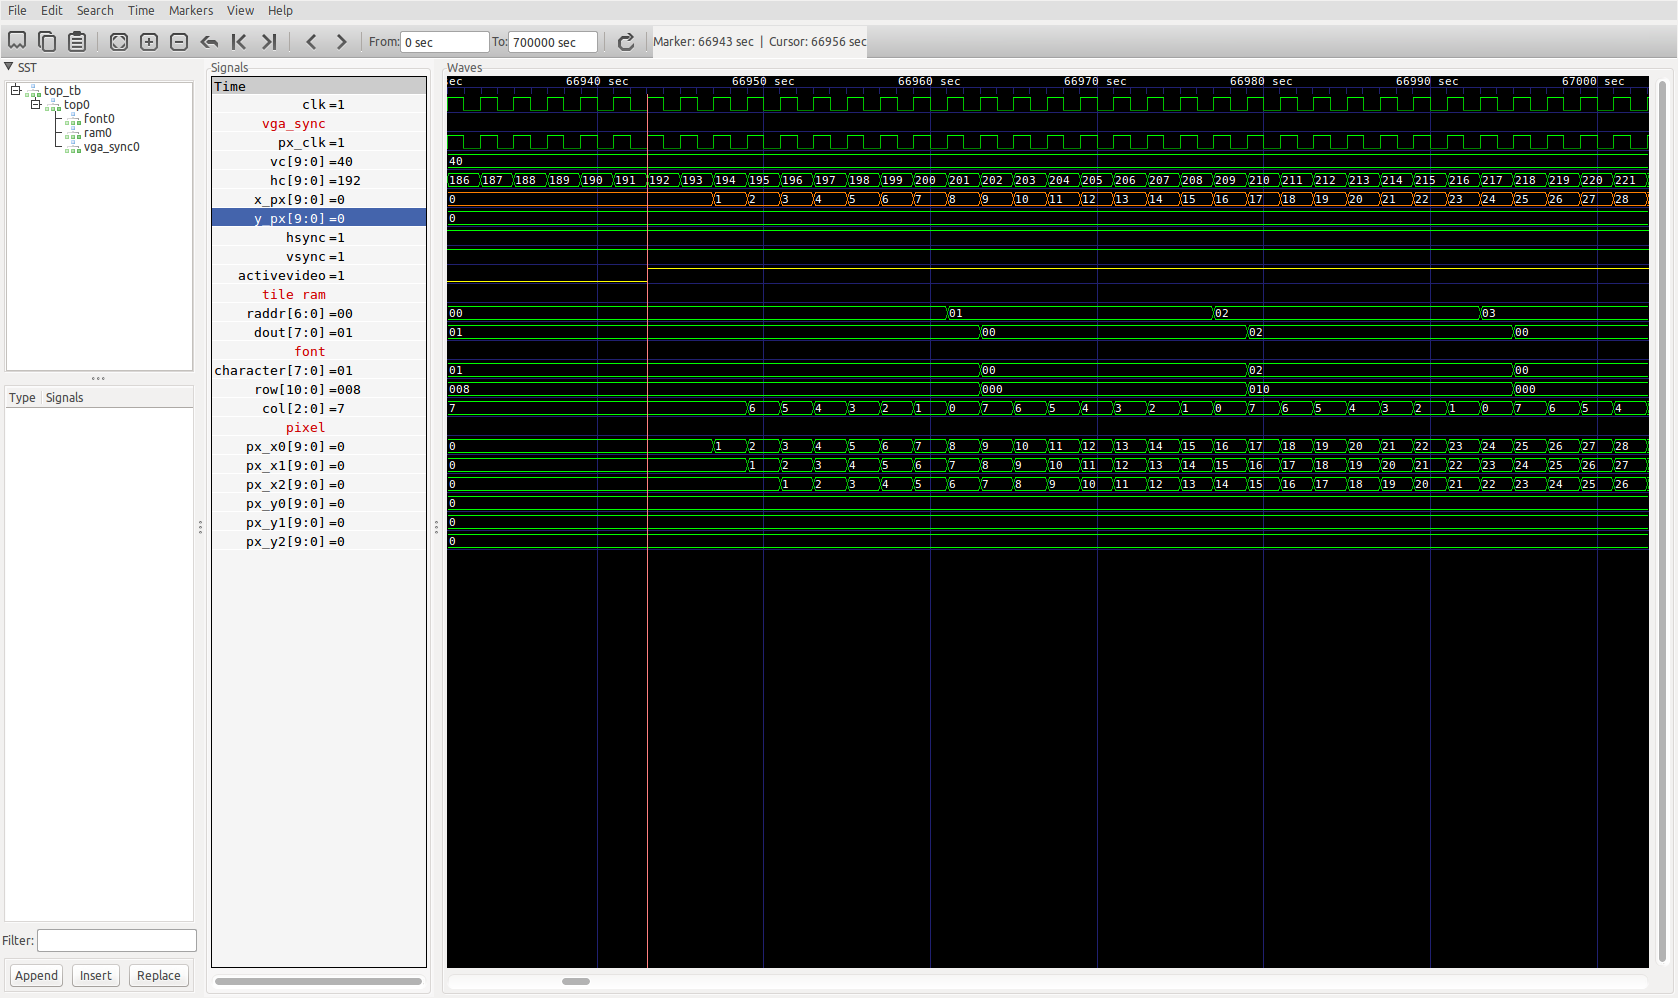 File Edit Search Time Markers View Help
From: 0 sec To: 700000 sec Marker: 66943 sec | Cursor: 66956 sec
SST
top_tb
top0
font0
ram0
vga_sync0
Type Signals
Filter:
Append Insert Replace
Signals
Time
clk=1
vga_sync
px_clk=1
vc[9:0]=40
hc[9:0]=192
x_px[9:0]=0
y_px[9:0]=0
hsync=1
vsync=1
activevideo=1
tile ram
raddr[6:0]=00
dout[7:0]=01
font
character[7:0]=01
row[10:0]=008
col[2:0]=7
pixel
px_x0[9:0]=0
px_x1[9:0]=0
px_x2[9:0]=0
px_y0[9:0]=0
px_y1[9:0]=0
px_y2[9:0]=0
Waves
ec 66940 sec 66950 sec 66960 sec 66970 sec 66980 sec 66990 sec 67000 sec
40
186 187 188 189 190 191 192 193 194 195 196 197 198 199 200 201 202 203 204 205 206 207 208 209 210 211 212 213 214 215 216 217 218 219 220 221
0 1 2 3 4 5 6 7 8 9 10 11 12 13 14 15 16 17 18 19 20 21 22 23 24 25 26 27 28
0
00 01 02 03
01 00 02 00
01 00 02 00
008 000 010 000
7 6 5 4 3 2 1 0 7 6 5 4 3 2 1 0 7 6 5 4 3 2 1 0 7 6 5 4
0 1 2 3 4 5 6 7 8 9 10 11 12 13 14 15 16 17 18 19 20 21 22 23 24 25 26 27 28
0 1 2 3 4 5 6 7 8 9 10 11 12 13 14 15 16 17 18 19 20 21 22 23 24 25 26 27
0 1 2 3 4 5 6 7 8 9 10 11 12 13 14 15 16 17 18 19 20 21 22 23 24 25 26
0
0
0